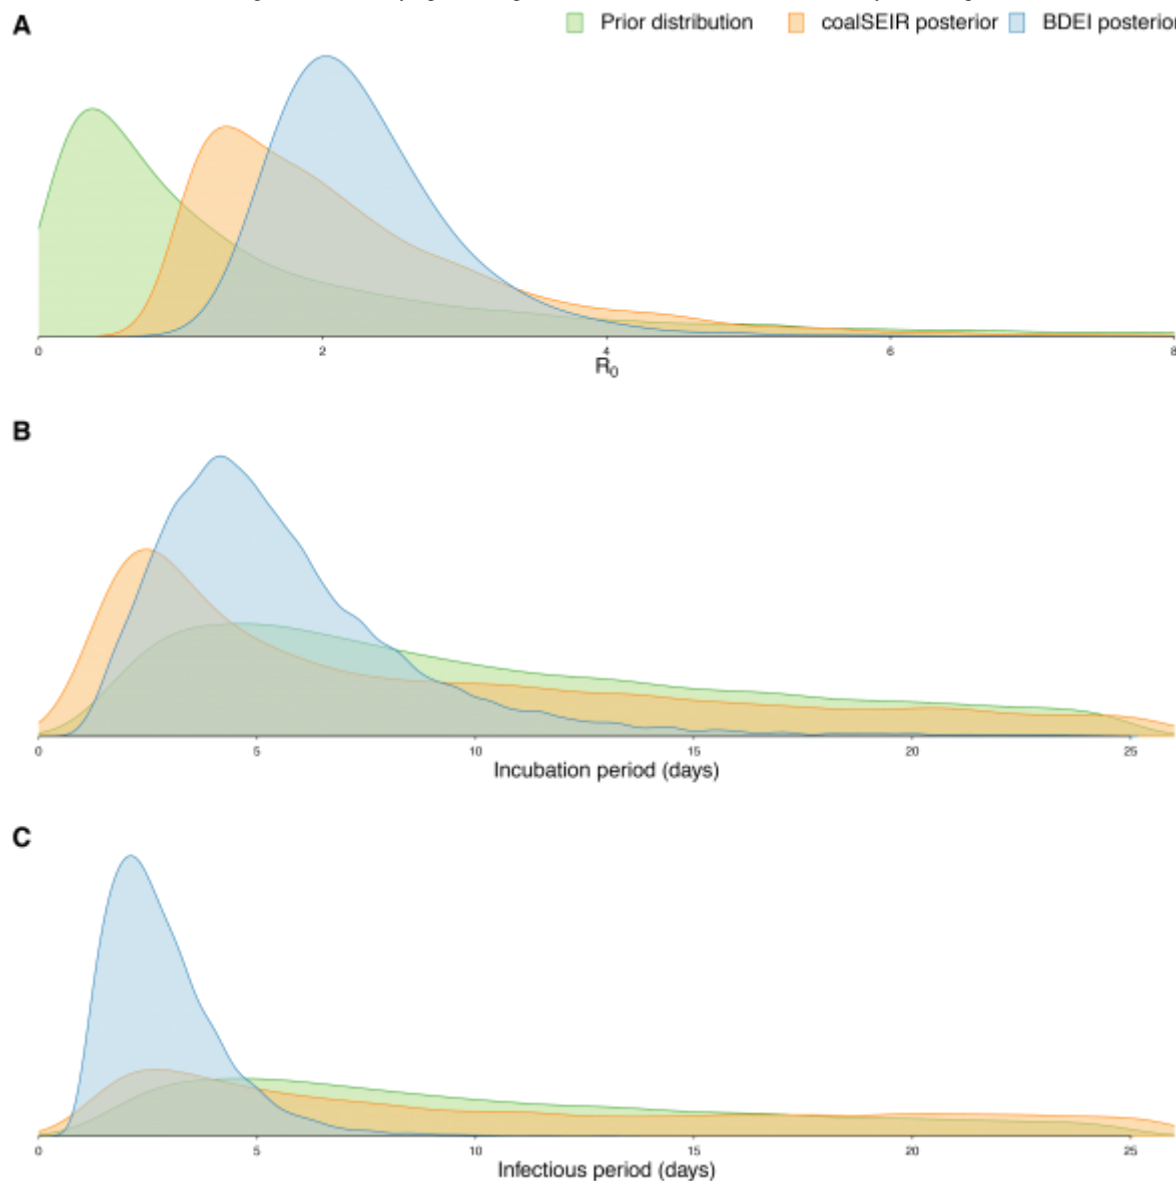 A
Prior distribution coalSEIR posterior BDEI posterior
0 2 4 6 8
R₀
B
0 5 10 15 20 25
Incubation period (days)
C
0 5 10 15 20 25
Infectious period (days)